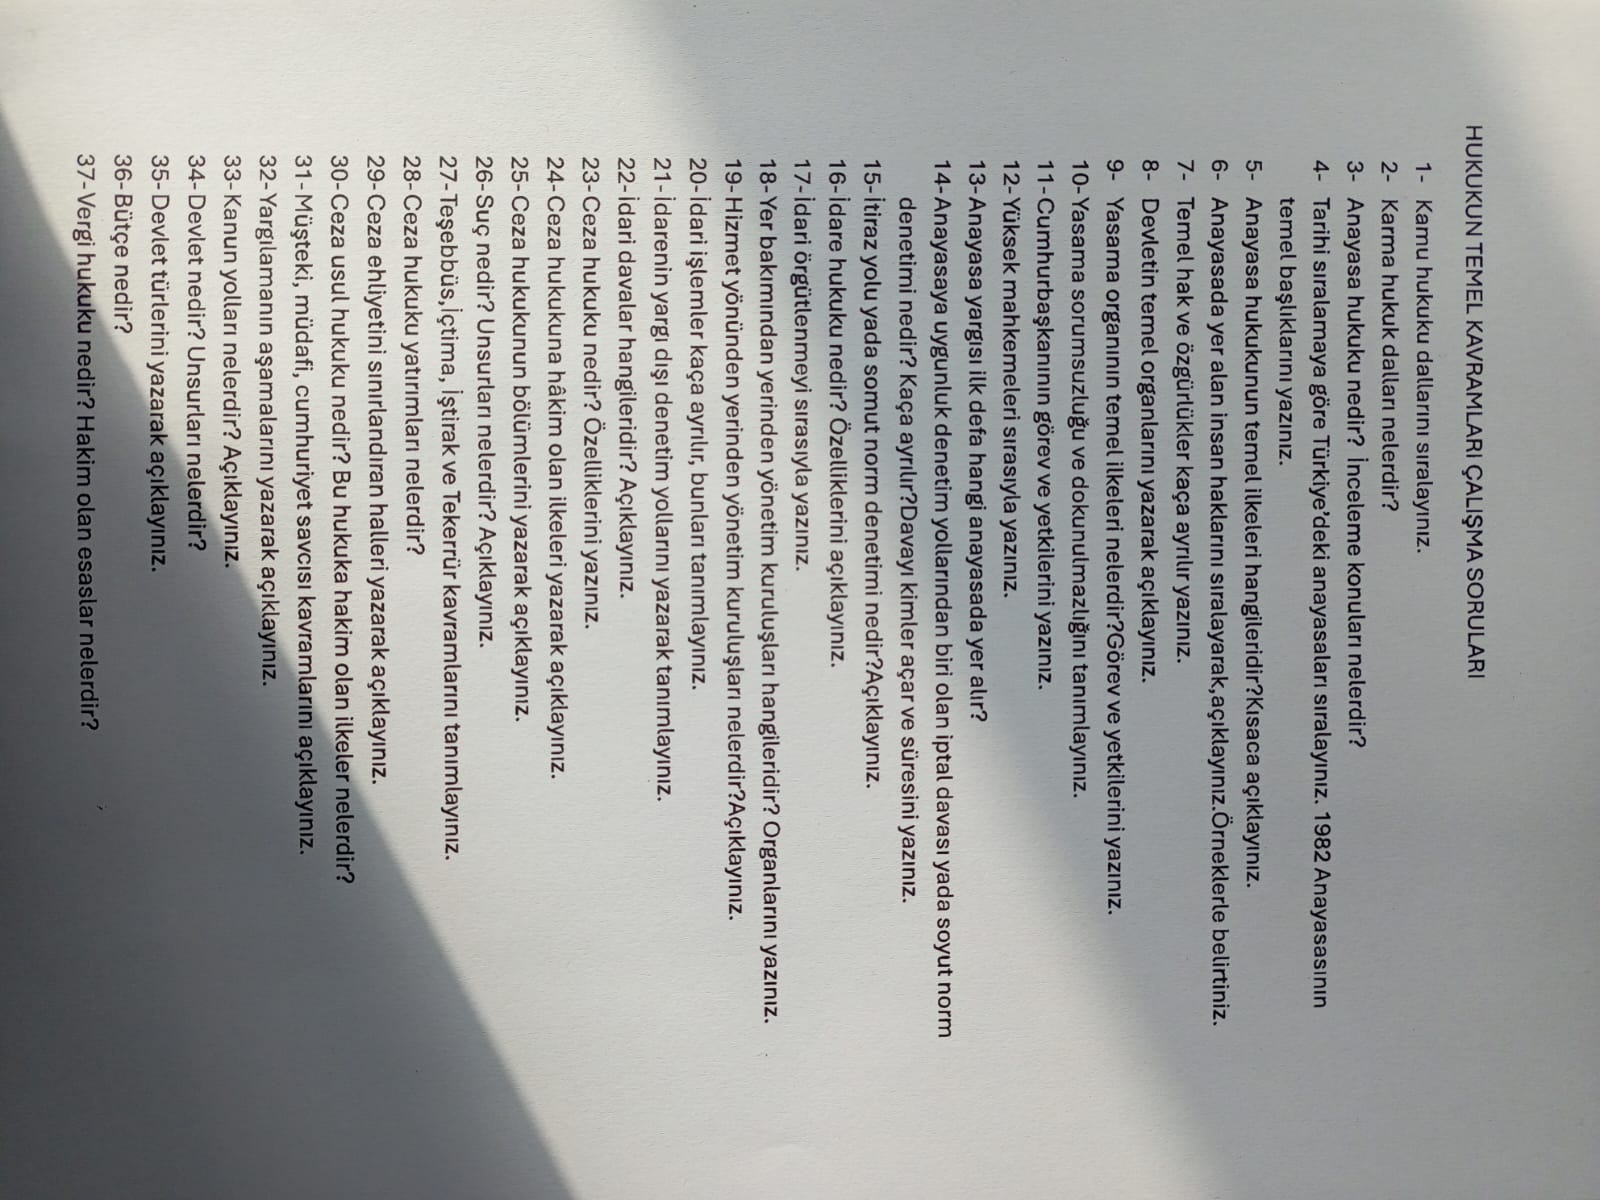 HUKUKUN TEMEL KAVRAMLARI ÇALIŞMA SORULARI
1- Kamu hukuku dallarını sıralayınız.
2- Karma hukuk dalları nelerdir?
3- Anayasa hukuku nedir? İnceleme konuları nelerdir?
4- Tarihi sıralamaya göre Türkiye'deki anayasaları sıralayınız. 1982 Anayasasının
temel başlıklarını yazınız.
5- Anayasa hukukunun temel ilkeleri hangileridir?Kısaca açıklayınız.
6- Anayasada yer alan insan haklarını sıralayarak,açıklayınız.Örneklerle belirtiniz.
7- Temel hak ve özgürlükler kaça ayrılır yazınız.
8- Devletin temel organlarını yazarak açıklayınız.
9- Yasama organının temel ilkeleri nelerdir?Görev ve yetkilerini yazınız.
10- Yasama sorumsuzluğu ve dokunulmazlığını tanımlayınız.
11- Cumhurbaşkanının görev ve yetkilerini yazınız.
12- Yüksek mahkemeleri sırasıyla yazınız.
13- Anayasa yargısı ilk defa hangi anayasada yer alır?
14- Anayasaya uygunluk denetim yollarından biri olan iptal davası yada soyut norm
denetimi nedir? Kaça ayrılır?Davayı kimler açar ve süresini yazınız.
15- İtiraz yolu yada somut norm denetimi nedir?Açıklayınız.
16- İdare hukuku nedir? Özelliklerini açıklayınız.
17- İdari örgütlenmeyi sırasıyla yazınız.
18- Yer bakımından yerinden yönetim kuruluşları hangileridir? Organlarını yazınız.
19- Hizmet yönünden yerinden yönetim kuruluşları nelerdir?Açıklayınız.
20- İdari işlemler kaça ayrılır, bunları tanımlayınız.
21- İdarenin yargı dışı denetim yollarını yazarak tanımlayınız.
22- İdari davalar hangileridir? Açıklayınız.
23- Ceza hukuku nedir? Özelliklerini yazınız.
24- Ceza hukukuna hâkim olan ilkeleri yazarak açıklayınız.
25- Ceza hukukunun bölümlerini yazarak açıklayınız.
26- Suç nedir? Unsurları nelerdir? Açıklayınız.
27- Teşebbüs,İçtima, İştirak ve Tekerrür kavramlarını tanımlayınız.
28- Ceza hukuku yatırımları nelerdir?
29- Ceza ehliyetini sınırlandıran halleri yazarak açıklayınız.
30- Ceza usul hukuku nedir? Bu hukuka hakim olan ilkeler nelerdir?
31- Müşteki, müdafi, cumhuriyet savcısı kavramlarını açıklayınız.
32- Yargılamanın aşamalarını yazarak açıklayınız.
33- Kanun yolları nelerdir? Açıklayınız.
34- Devlet nedir? Unsurları nelerdir?
35- Devlet türlerini yazarak açıklayınız.
36- Bütçe nedir?
37- Vergi hukuku nedir? Hakim olan esaslar nelerdir?